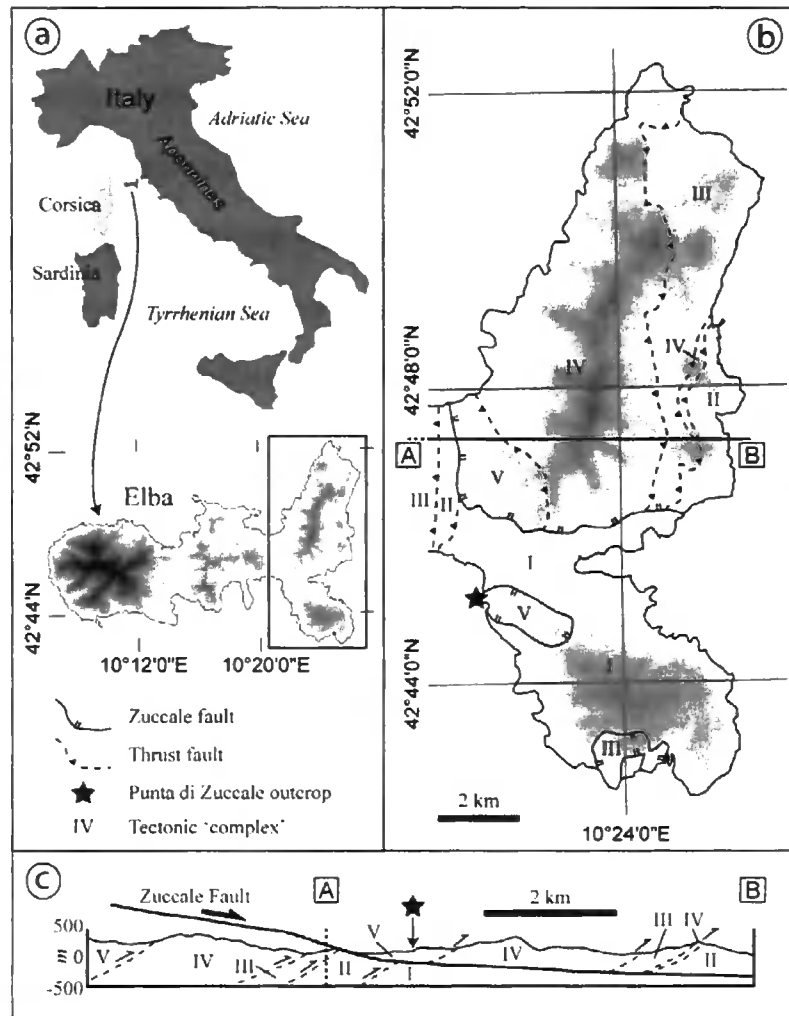 a
Italy
Adriatic Sea
Apennines
Corsica
Sardinia
Tyrrhenian Sea
42°52'N
42°44'N
Elba
10°12'0"E
10°20'0"E
Zuccale fault
Thrust fault
Punta di Zuccale outcrop
IV
Tectonic 'complex'
b
42°52'0"N
42°48'0"N
42°44'0"N
III
IV
IV
II
A
B
V
III
II
I
V
I
III
2 km
10°24'0"E
c
Zuccale Fault
A
2 km
B
500
m
0
-500
V
IV
III
II
V
I
IV
III
IV
II